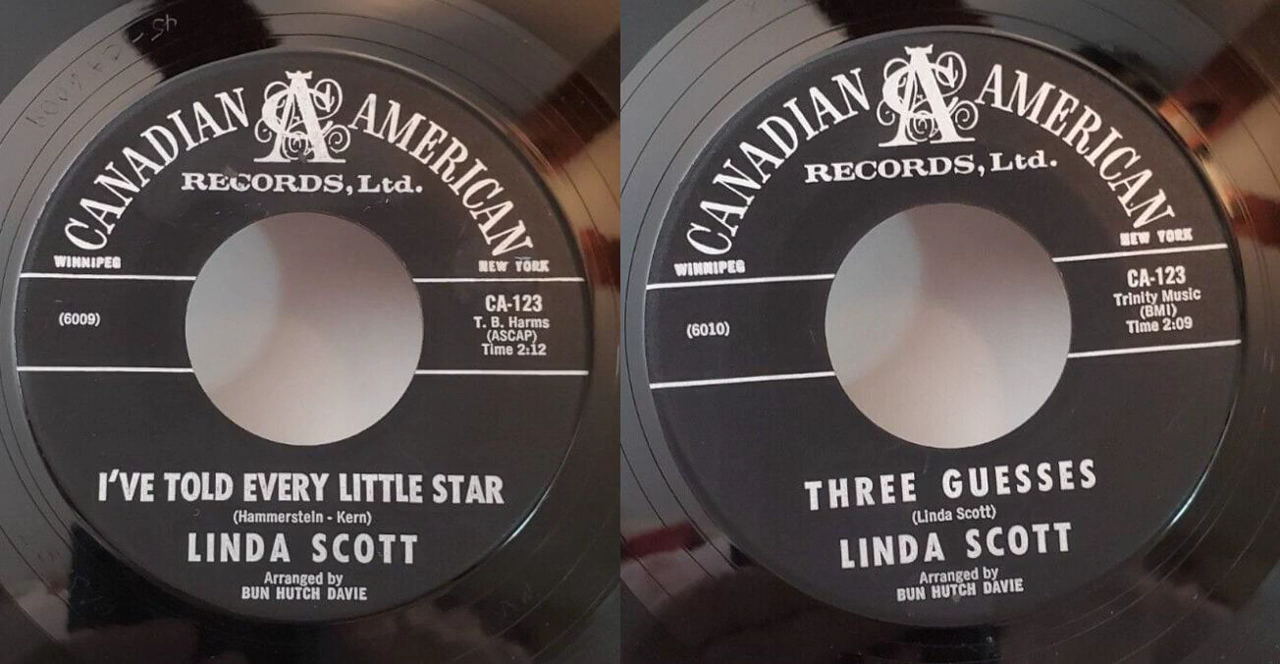 CANADIAN CA AMERICAN
RECORDS, Ltd.
WINNIPEG
NEW YORK
(6009)
CA-123
T. B. Harms
(ASCAP)
Time 2:12
I'VE TOLD EVERY LITTLE STAR
(Hammerstein - Kern)
LINDA SCOTT
Arranged by
BUN HUTCH DAVIE
CANADIAN CA AMERICAN
RECORDS, Ltd.
WINNIPEG
NEW YORK
(6010)
CA-123
Trinity Music
(BMI)
Time 2:09
THREE GUESSES
(Linda Scott)
LINDA SCOTT
Arranged by
BUN HUTCH DAVIE